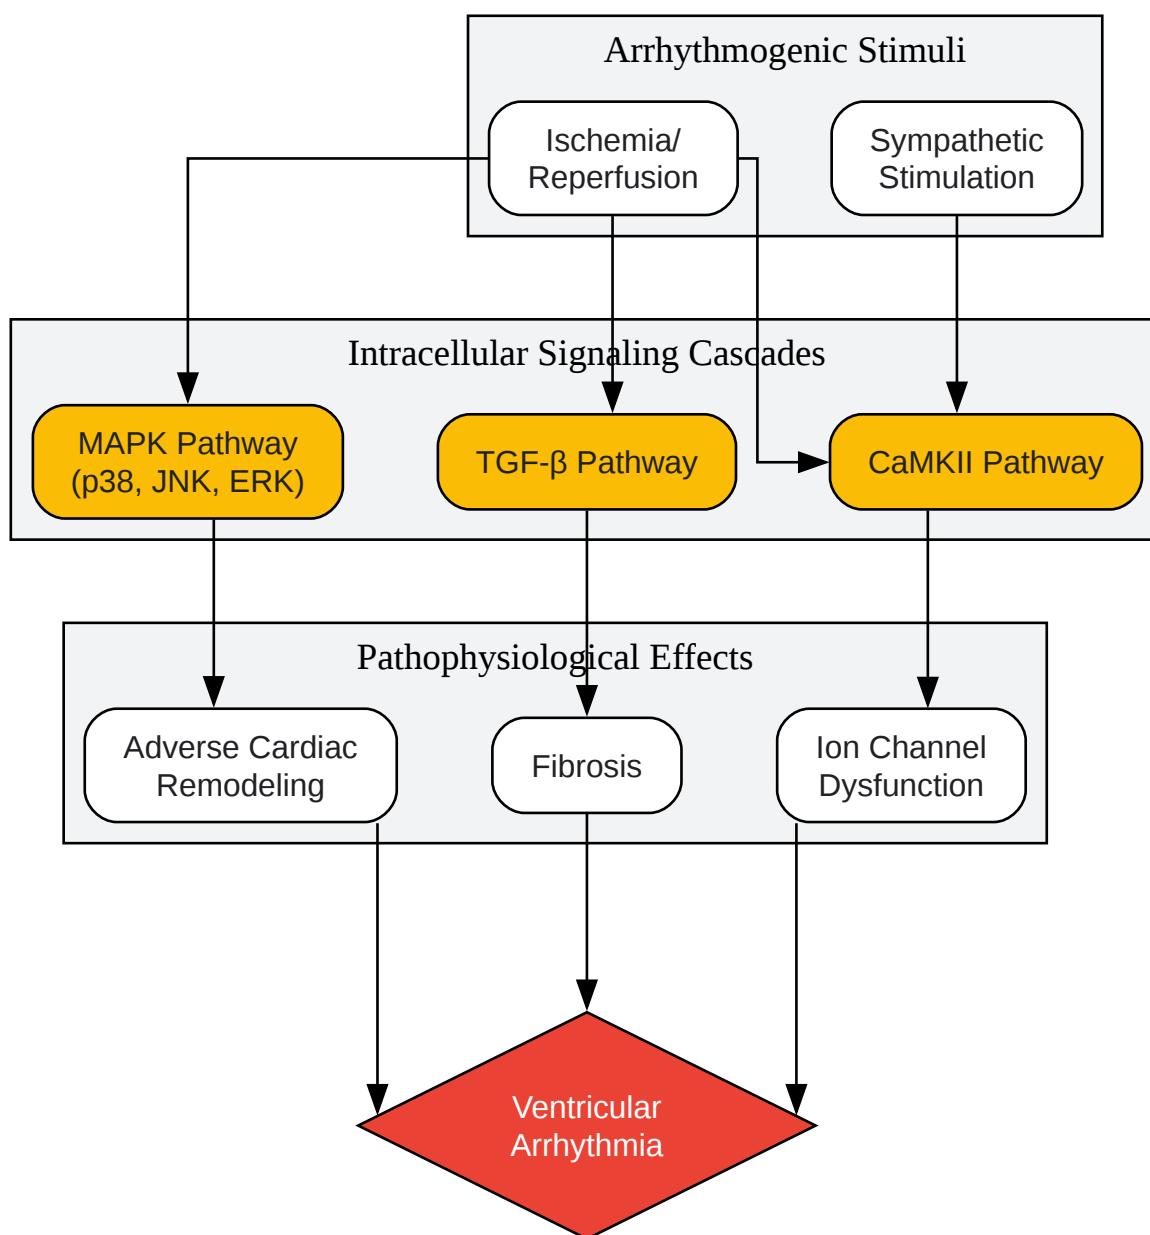 Arrhythmogenic Stimuli
Ischemia/
Reperfusion
Sympathetic
Stimulation
Intracellular Signaling Cascades
MAPK Pathway
(p38, JNK, ERK)
TGF-β Pathway
CaMKII Pathway
Pathophysiological Effects
Adverse Cardiac
Remodeling
Fibrosis
Ion Channel
Dysfunction
Ventricular
Arrhythmia